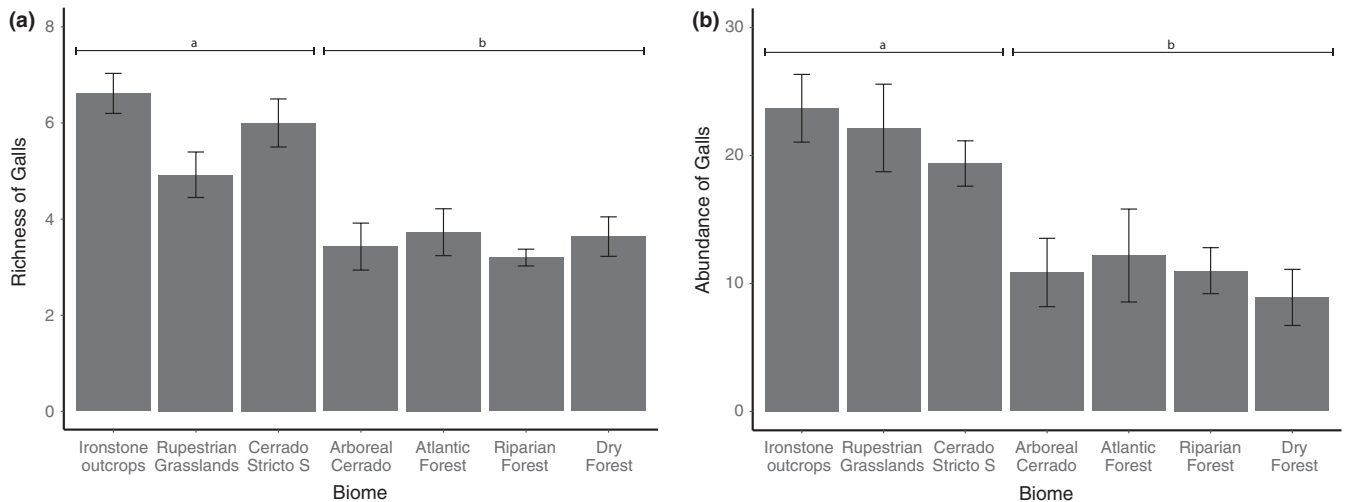 (a)
8
6
4
2
0
Richness of Galls
a
b
Ironstone outcrops
Rupestrian Grasslands
Cerrado Stricto S
Arboreal Cerrado
Atlantic Forest
Riparian Forest
Dry Forest
Biome
(b)
30
20
10
0
Abundance of Galls
a
b
Ironstone outcrops
Rupestrian Grasslands
Cerrado Stricto S
Arboreal Cerrado
Atlantic Forest
Riparian Forest
Dry Forest
Biome